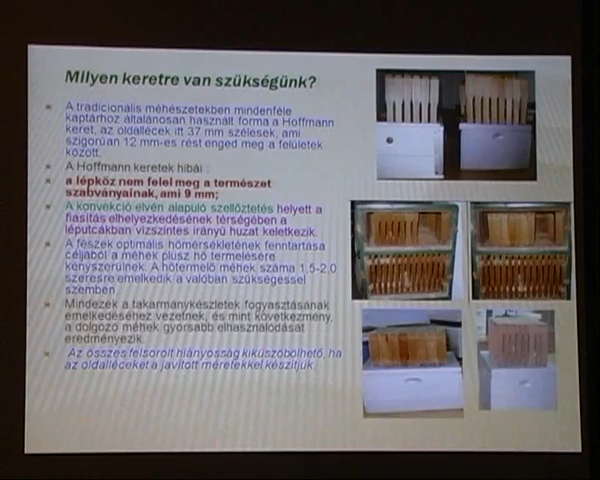 Milyen keretre van szükségünk?
A tradicionális méhészetekben mindenféle
kaptárhoz általánosan használt forma a Hoffmann
keret, az oldallécek itt 37 mm szélesek, ami
szigorúan 12 mm-es rést enged meg a felületek
között.
A Hoffmann keretek hibái :
a lépköz nem felel meg a természet
szabványainak, ami 9 mm;
A konvekció elvén alapuló szellőztetés helyett a
fiasítás elhelyezkedésének térségében a
léputcákban vízszintes irányú huzat keletkezik.
A fészek optimális hőmérsékletének fenntartása
céljából a méhek plusz hő termelésére
kényszerülnek. A hőtermelő méhek száma 1,5-2,0
szeresre emelkedik a valóban szükségessel
szemben
Mindezek a takarmánykészletek fogyasztásának
emelkedéséhez vezetnek, és mint következmény,
a dolgozó méhek gyorsabb elhasználódását
eredményezik.
Az összes felsorolt hiányosság kiküszöbölhető, ha
az oldalléceket a javított méretekkel készítjük.